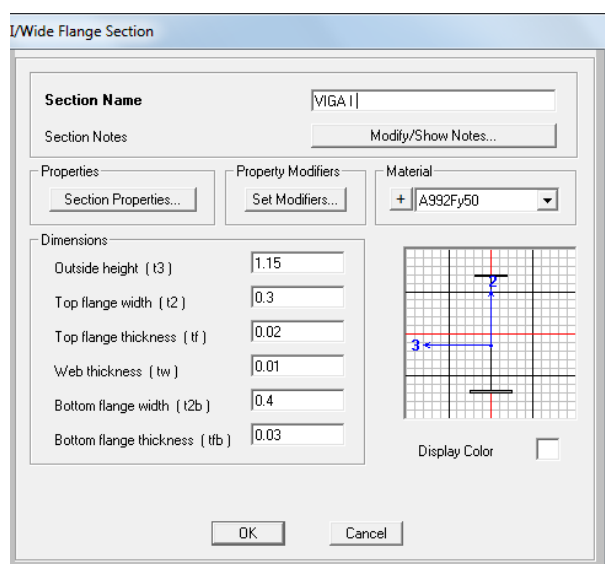 I/Wide Flange Section
Section Name VIGA I
Section Notes Modify/Show Notes...
Properties Property Modifiers Material
Section Properties... Set Modifiers... + A992Fy50
Dimensions
Outside height ( t3 ) 1.15
Top flange width ( t2 ) 0.3
Top flange thickness ( tf ) 0.02
Web thickness ( tw ) 0.01
Bottom flange width ( t2b ) 0.4
Bottom flange thickness ( tfb ) 0.03
2
3
Display Color
OK Cancel